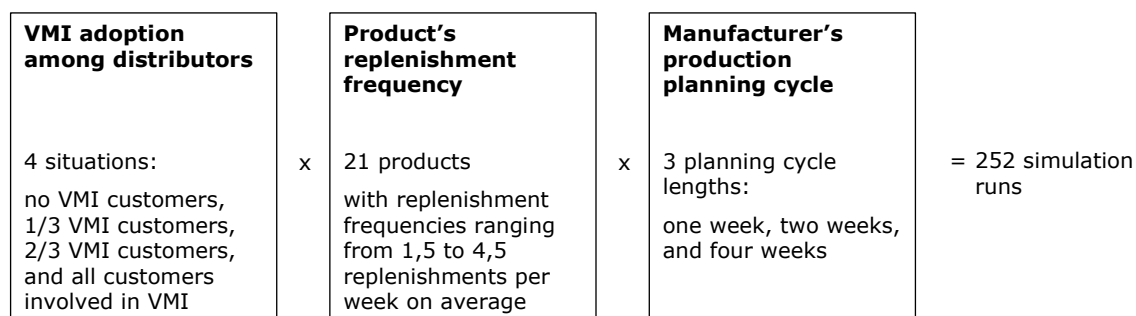 VMI adoption
among distributors
4 situations:
no VMI customers,
1/3 VMI customers,
2/3 VMI customers,
and all customers
involved in VMI
x
Product's
replenishment
frequency
21 products
with replenishment
frequencies ranging
from 1,5 to 4,5
replenishments per
week on average
x
Manufacturer's
production
planning cycle
3 planning cycle
lengths:
one week, two weeks,
and four weeks
= 252 simulation
runs